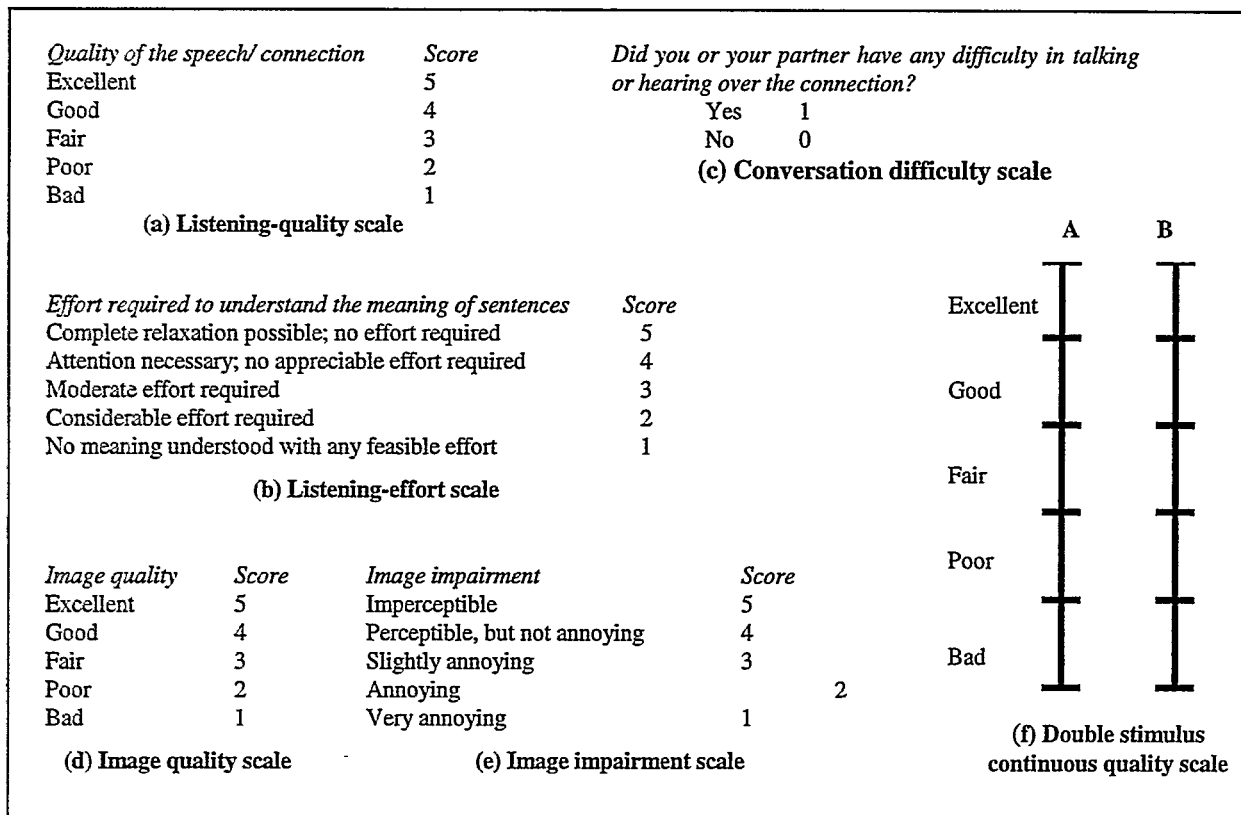 Quality of the speech/ connection Score
Excellent 5
Good 4
Fair 3
Poor 2
Bad 1
(a) Listening-quality scale
Did you or your partner have any difficulty in talking
or hearing over the connection?
Yes 1
No 0
(c) Conversation difficulty scale
Effort required to understand the meaning of sentences Score
Complete relaxation possible; no effort required 5
Attention necessary; no appreciable effort required 4
Moderate effort required 3
Considerable effort required 2
No meaning understood with any feasible effort 1
(b) Listening-effort scale
Image quality Score
Excellent 5
Good 4
Fair 3
Poor 2
Bad 1
(d) Image quality scale
Image impairment Score
Imperceptible 5
Perceptible, but not annoying 4
Slightly annoying 3
Annoying 2
Very annoying 1
(e) Image impairment scale
A B
Excellent
Good
Fair
Poor
Bad
(f) Double stimulus
continuous quality scale